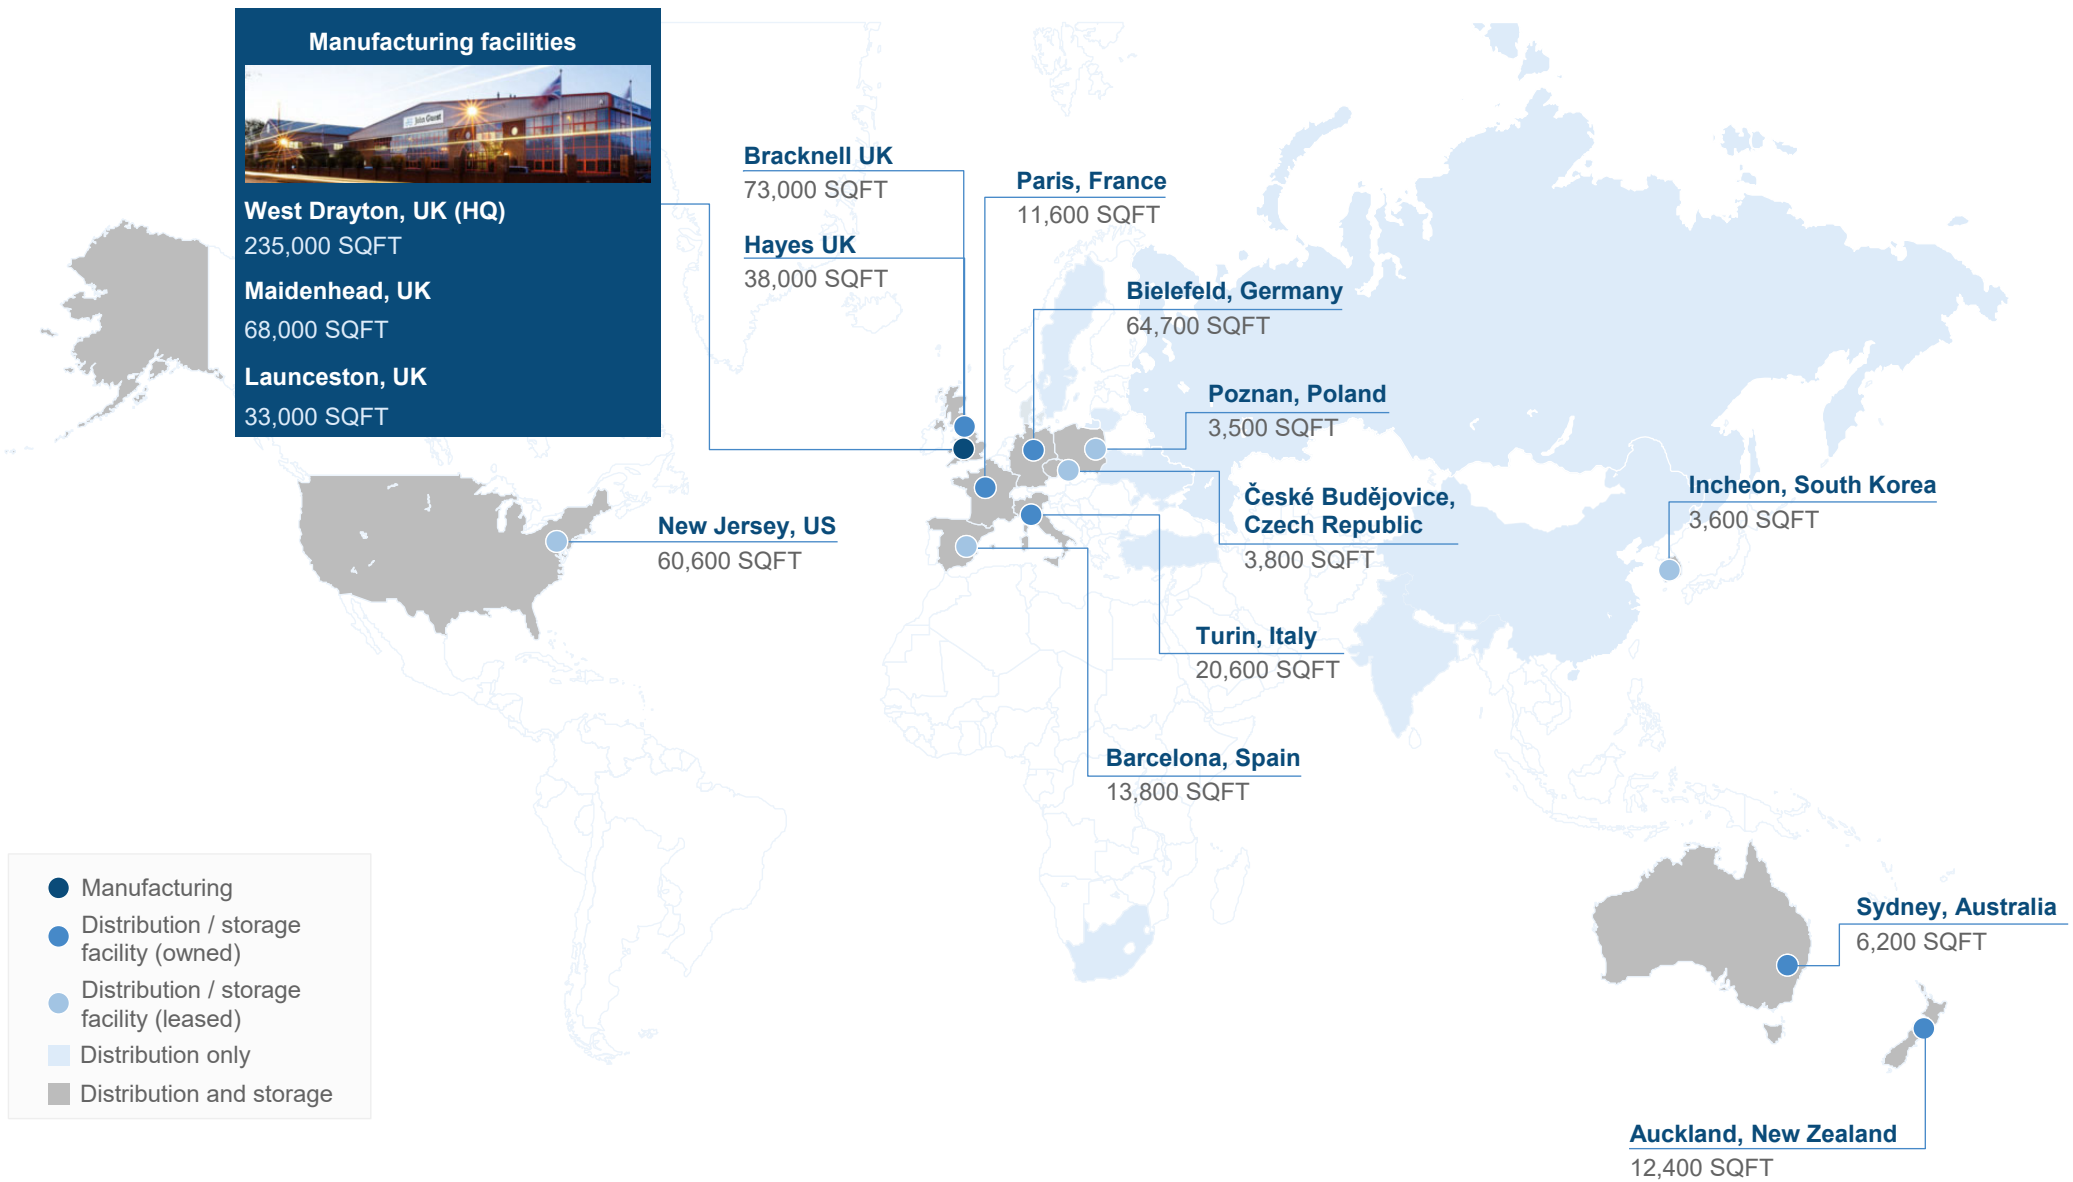 Manufacturing facilities
John Guest
West Drayton, UK (HQ)
235,000 SQFT
Maidenhead, UK
68,000 SQFT
Launceston, UK
33,000 SQFT
Bracknell UK
73,000 SQFT
Hayes UK
38,000 SQFT
Paris, France
11,600 SQFT
Bielefeld, Germany
64,700 SQFT
Poznan, Poland
3,500 SQFT
České Budějovice,
Czech Republic
3,800 SQFT
Incheon, South Korea
3,600 SQFT
New Jersey, US
60,600 SQFT
Turin, Italy
20,600 SQFT
Barcelona, Spain
13,800 SQFT
Sydney, Australia
6,200 SQFT
Auckland, New Zealand
12,400 SQFT
Manufacturing
Distribution / storage
facility (owned)
Distribution / storage
facility (leased)
Distribution only
Distribution and storage